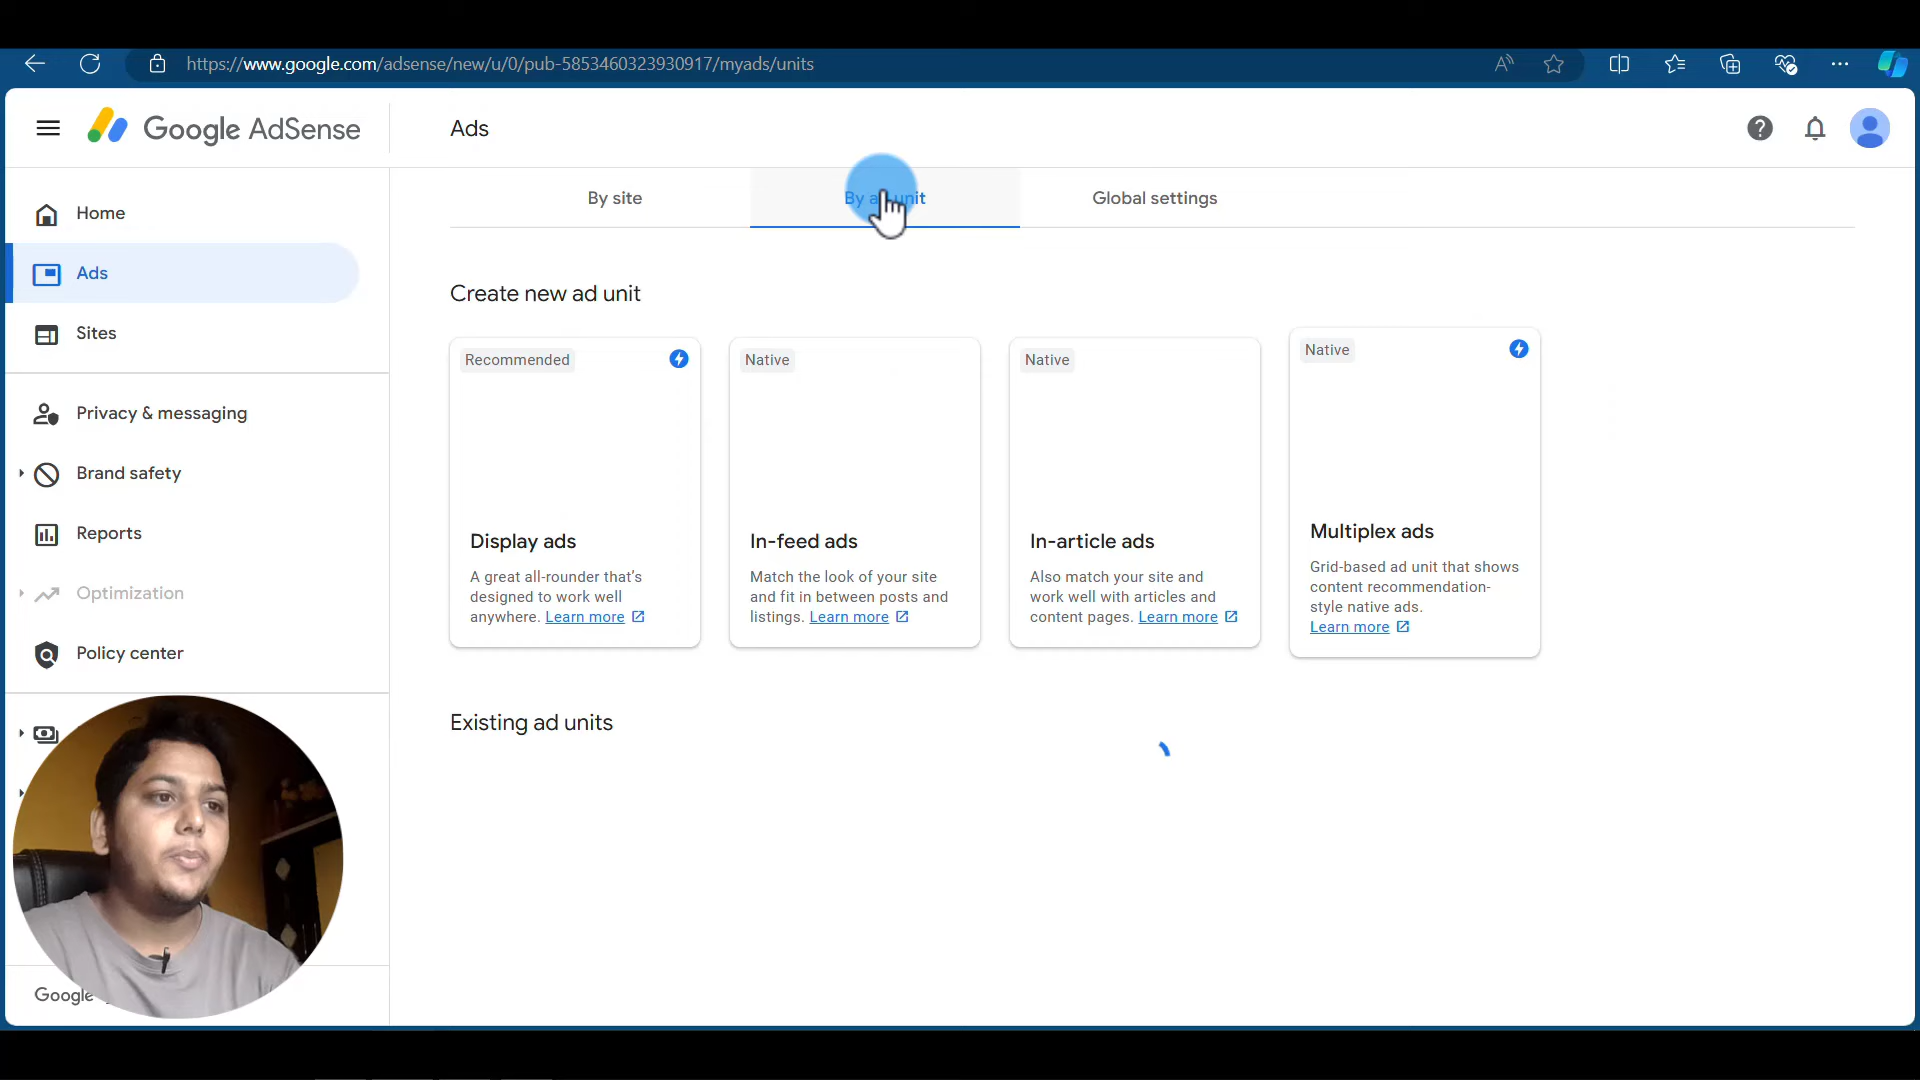 https://www.google.com/adsense/new/u/0/pub-5853460323930917/myads/units
Google AdSense
Ads
Home
Ads
Sites
Privacy & messaging
Brand safety
Reports
Optimization
Policy center
Google
By site
By ad unit
Global settings
Create new ad unit
Recommended
Display ads
A great all-rounder that's
designed to work well
anywhere. Learn more
Native
In-feed ads
Match the look of your site
and fit in between posts and
listings. Learn more
Native
In-article ads
Also match your site and
work well with articles and
content pages. Learn more
Native
Multiplex ads
Grid-based ad unit that shows
content recommendation-
style native ads.
Learn more
Existing ad units